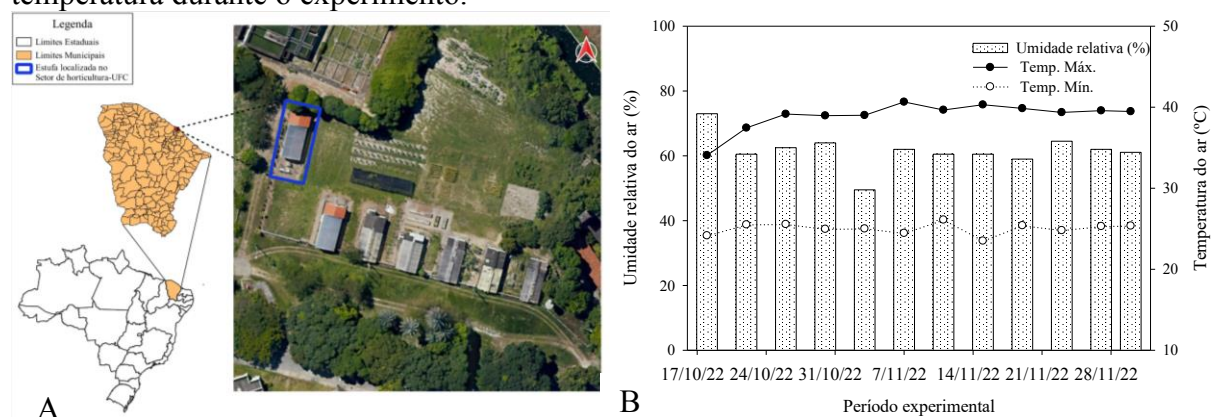 temperatura durante o experimento.
Legenda
Limites Estaduais
Limites Municipais
Estufa localizada no
Setor de horticultura-UFC
A
100
80
60
40
20
0
Umidade relativa do ar (%)
Umidade relativa (%)
Temp. Máx.
Temp. Mín.
50
40
30
20
10
Temperatura do ar (ºC)
17/10/22 24/10/22 31/10/22 7/11/22 14/11/22 21/11/22 28/11/22
Período experimental
B